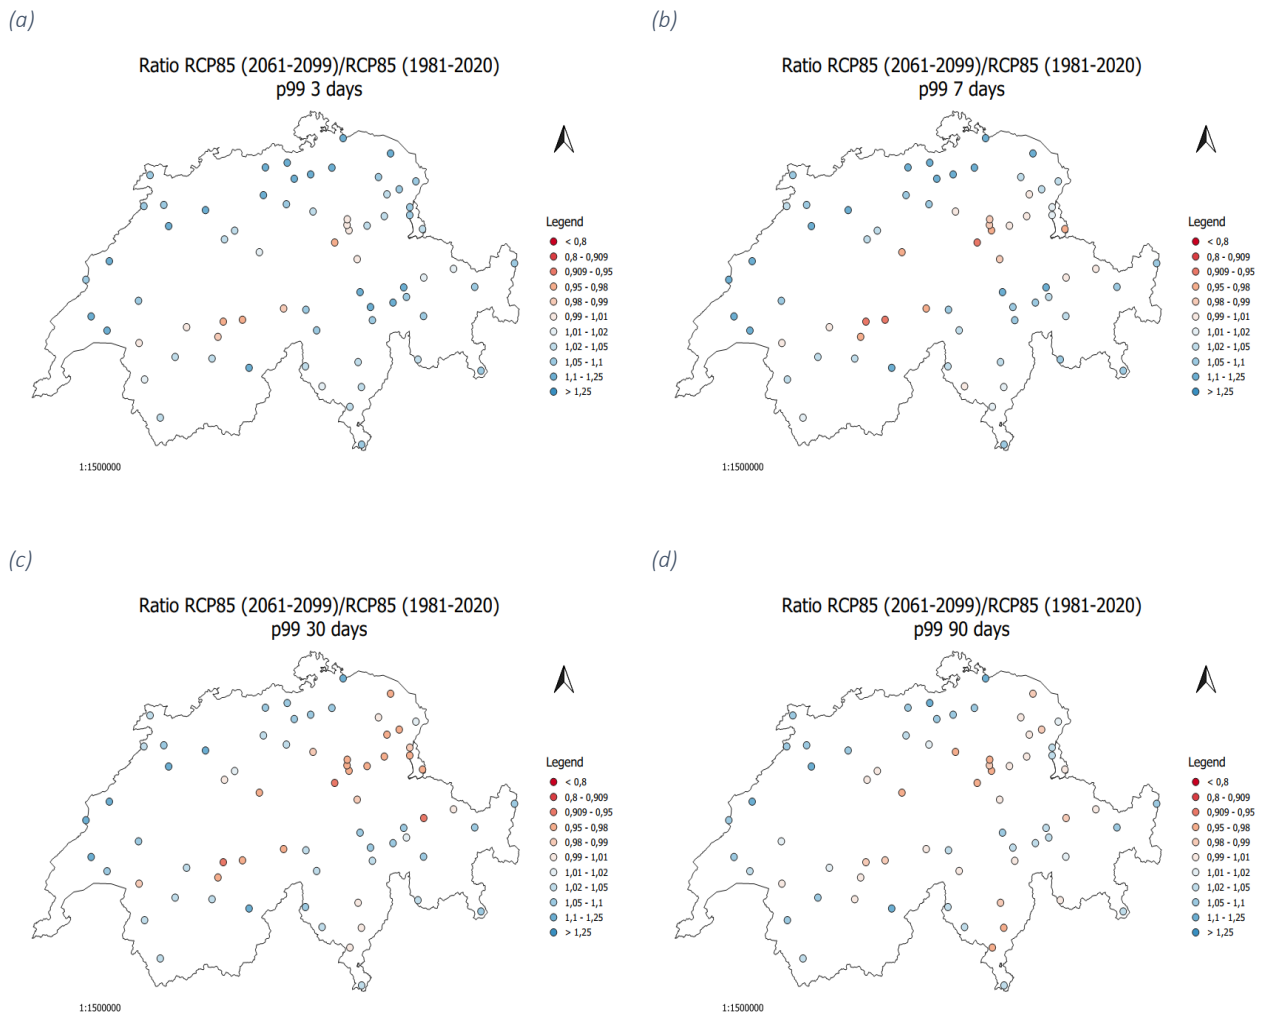 (a)
Ratio RCP85 (2061-2099)/RCP85 (1981-2020)
p99 3 days
Legend
< 0,8
0,8 - 0,909
0,909 - 0,95
0,95 - 0,98
0,98 - 0,99
0,99 - 1,01
1,01 - 1,02
1,02 - 1,05
1,05 - 1,1
1,1 - 1,25
> 1,25
1:1500000
(b)
Ratio RCP85 (2061-2099)/RCP85 (1981-2020)
p99 7 days
Legend
< 0,8
0,8 - 0,909
0,909 - 0,95
0,95 - 0,98
0,98 - 0,99
0,99 - 1,01
1,01 - 1,02
1,02 - 1,05
1,05 - 1,1
1,1 - 1,25
> 1,25
1:1500000
(c)
Ratio RCP85 (2061-2099)/RCP85 (1981-2020)
p99 30 days
Legend
< 0,8
0,8 - 0,909
0,909 - 0,95
0,95 - 0,98
0,98 - 0,99
0,99 - 1,01
1,01 - 1,02
1,02 - 1,05
1,05 - 1,1
1,1 - 1,25
> 1,25
1:1500000
(d)
Ratio RCP85 (2061-2099)/RCP85 (1981-2020)
p99 90 days
Legend
< 0,8
0,8 - 0,909
0,909 - 0,95
0,95 - 0,98
0,98 - 0,99
0,99 - 1,01
1,01 - 1,02
1,02 - 1,05
1,05 - 1,1
1,1 - 1,25
> 1,25
1:1500000